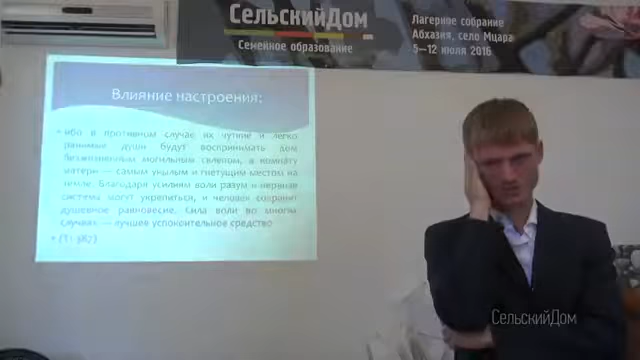 СельскийДом
Семейное образование
Лагерное собрание
Абхазия, село Мцара
5–12 июля 2016
Влияние настроения:
• ибо в противном случае их чуткие и легко
ранимые души будут воспринимать дом
безжизненным могильным склепом, а комнату
матери — самым унылым и гнетущим местом на
земле. Благодаря усилиям воли разум и нервная
система могут укрепиться, и человек сохранит
душевное равновесие. Сила воли во многих
случаях — лучшее успокоительное средство
• (1Т-387)
СельскийДом